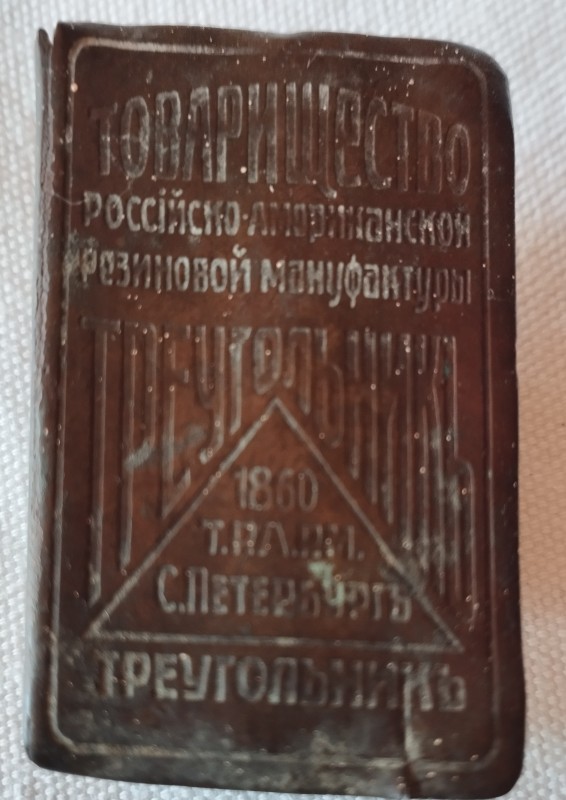 ТОВАРИЩЕСТВО
РОССІЙСКО-АМЕРИКАНСКОЙ
РЕЗИНОВОЙ МАНУФАКТУРЫ
ТРЕУГОЛЬНИКЪ
1860
Т.Р.А.Р.М.
С.ПЕТЕРБУРГЪ
ТРЕУГОЛЬНИКЪ